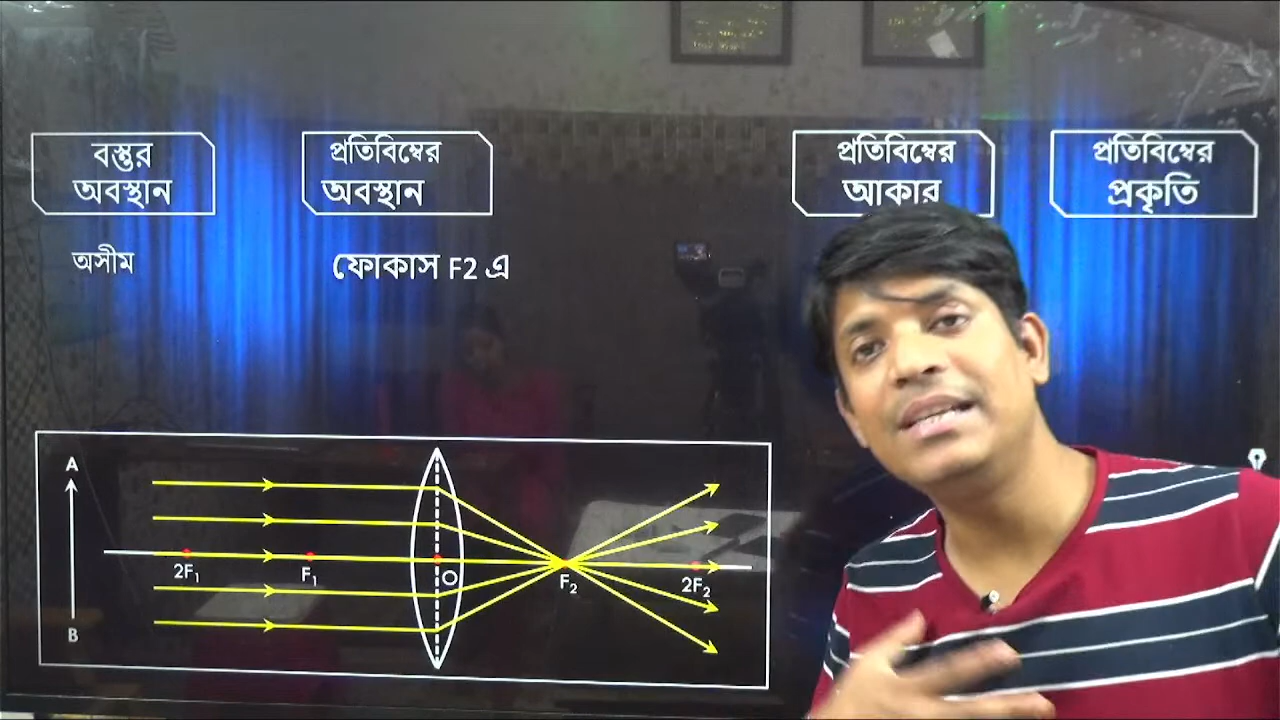 বস্তুর
অবস্থান
প্রতিবিম্বের
অবস্থান
প্রতিবিম্বের
আকার
প্রতিবিম্বের
প্রকৃতি
অসীম
ফোকাস F2 এ
A
B
2F₁
F₁
O
F₂
2F₂